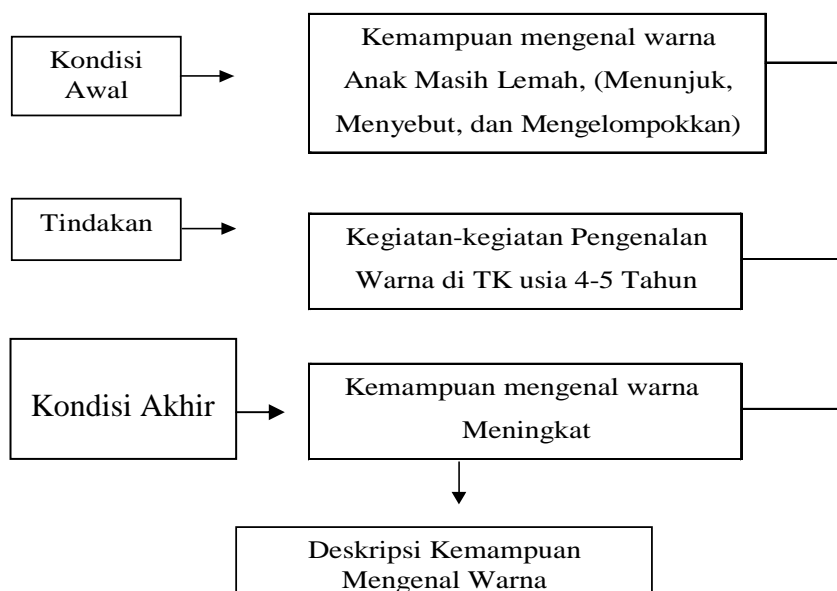 Kondisi
Awal
Kemampuan mengenal warna
Anak Masih Lemah, (Menunjuk,
Menyebut, dan Mengelompokkan)
Tindakan
Kegiatan-kegiatan Pengenalan
Warna di TK usia 4-5 Tahun
Kondisi Akhir
Kemampuan mengenal warna
Meningkat
Deskripsi Kemampuan
Mengenal Warna